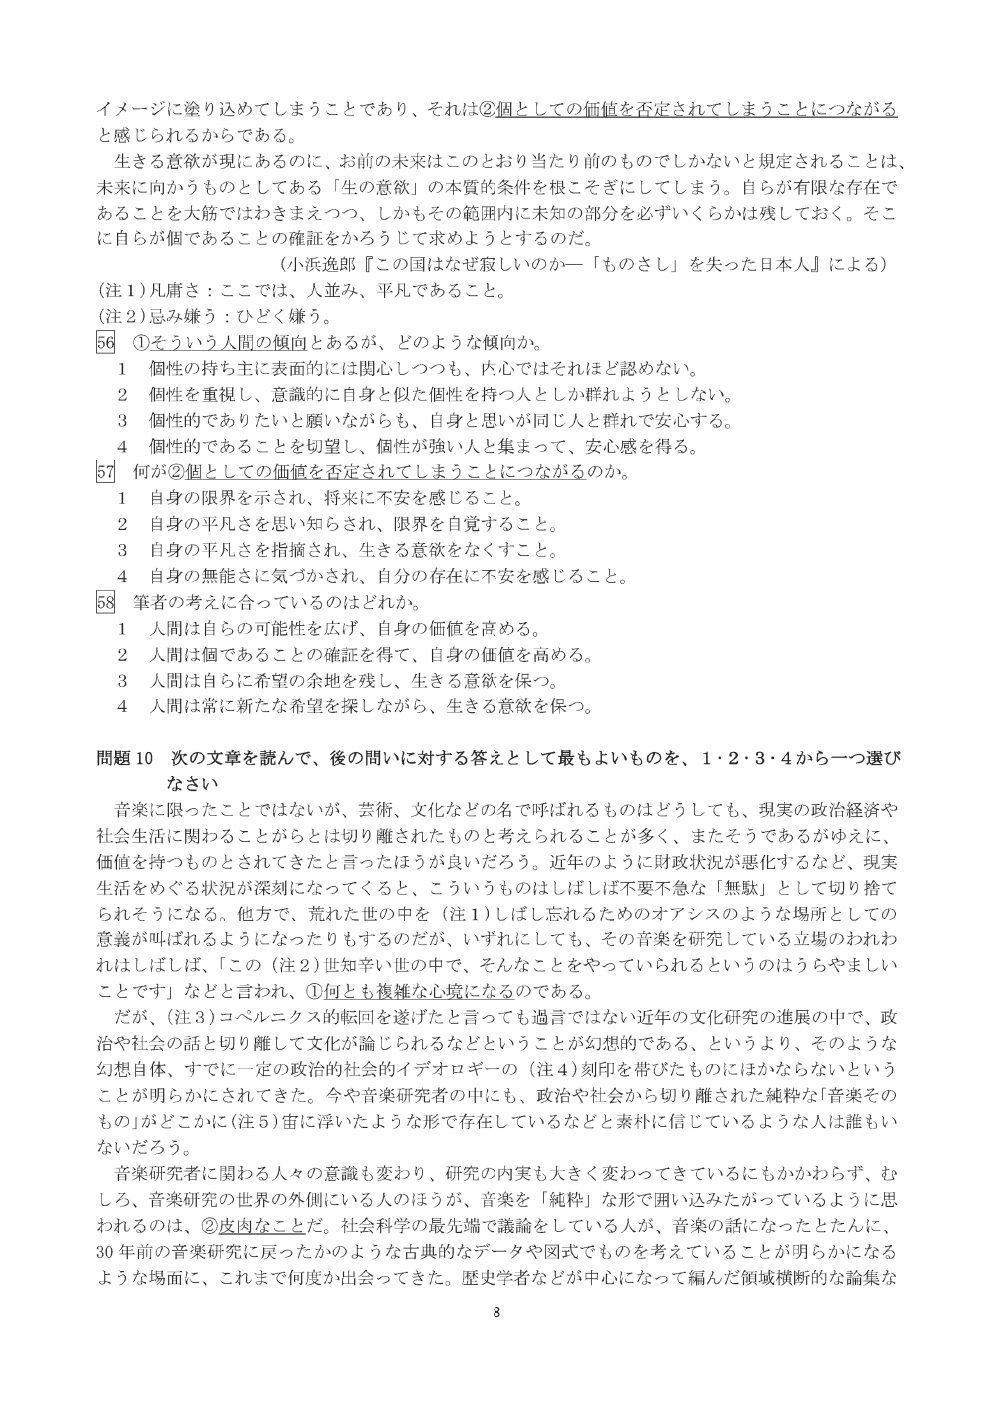 イメージに塗り込めてしまうことであり、それは②個としての価値を否定されてしまうことにつながる
と感じられるからである。
生きる意欲が現にあるのに、お前の未来はこのとおり当たり前のものでしかないと規定されることは、
未来に向かうものとしてある「生の意欲」の本質的条件を根こそぎにしてしまう。自らが有限な存在で
あることを大筋ではわきまえつつ、しかもその範囲内に未知の部分を必ずいくらかは残しておく。そこ
に自らが個であることの確証をかろうじて求めようとするのだ。
（小浜逸郎『この国はなぜ寂しいのか―「ものさし」を失った日本人』による）
(注１)凡庸さ：ここでは、人並み、平凡であること。
(注２)忌み嫌う：ひどく嫌う。
56　①そういう人間の傾向とあるが、どのような傾向か。
1　個性の持ち主に表面的には関心しつつも、内心ではそれほど認めない。
2　個性を重視し、意識的に自身と似た個性を持つ人としか群れようとしない。
3　個性的でありたいと願いながらも、自身と思いが同じ人と群れで安心する。
4　個性的であることを切望し、個性が強い人と集まって、安心感を得る。
57　何が②個としての価値を否定されてしまうことにつながるのか。
1　自身の限界を示され、将来に不安を感じること。
2　自身の平凡さを思い知らされ、限界を自覚すること。
3　自身の平凡さを指摘され、生きる意欲をなくすこと。
4　自身の無能さに気づかされ、自分の存在に不安を感じること。
58　筆者の考えに合っているのはどれか。
1　人間は自らの可能性を広げ、自身の価値を高める。
2　人間は個であることの確証を得て、自身の価値を高める。
3　人間は自らに希望の余地を残し、生きる意欲を保つ。
4　人間は常に新たな希望を探しながら、生きる意欲を保つ。
問題 10　次の文章を読んで、後の問いに対する答えとして最もよいものを、１･２･３･４から一つ選び
なさい
音楽に限ったことではないが、芸術、文化などの名で呼ばれるものはどうしても、現実の政治経済や
社会生活に関わることがらとは切り離されたものと考えられることが多く、またそうであるがゆえに、
価値を持つものとされてきたと言ったほうが良いだろう。近年のように財政状況が悪化するなど、現実
生活をめぐる状況が深刻になってくると、こういうものはしばしば不要不急な「無駄」として切り捨て
られそうになる。他方で、荒れた世の中を（注１)しばし忘れるためのオアシスのような場所としての
意義が叫ばれるようになったりもするのだが、いずれにしても、その音楽を研究している立場のわれわ
れはしばしば、「この（注２)世知辛い世の中で、そんなことをやっていられるというのはうらやましい
ことです」などと言われ、①何とも複雑な心境になるのである。
だが、(注３)コペルニクス的転回を遂げたと言っても過言ではない近年の文化研究の進展の中で、政
治や社会の話と切り離して文化が論じられるなどということが幻想的である、というより、そのような
幻想自体、すでに一定の政治的社会的イデオロギーの（注４)刻印を帯びたものにほかならないという
ことが明らかにされてきた。今や音楽研究者の中にも、政治や社会から切り離された純粋な「音楽その
もの」がどこかに(注５)宙に浮いたような形で存在しているなどと素朴に信じているような人は誰もい
ないだろう。
音楽研究者に関わる人々の意識も変わり、研究の内実も大きく変わってきているにもかかわらず、む
しろ、音楽研究の世界の外側にいる人のほうが、音楽を「純粋」な形で囲い込みたがっているように思
われるのは、②皮肉なことだ。社会科学の最先端で議論をしている人が、音楽の話になったとたんに、
30 年前の音楽研究に戻ったかのような古典的なデータや図式でものを考えていることが明らかになる
ような場面に、これまで何度か出会ってきた。歴史学者などが中心になって編んだ領域横断的な論集な
8